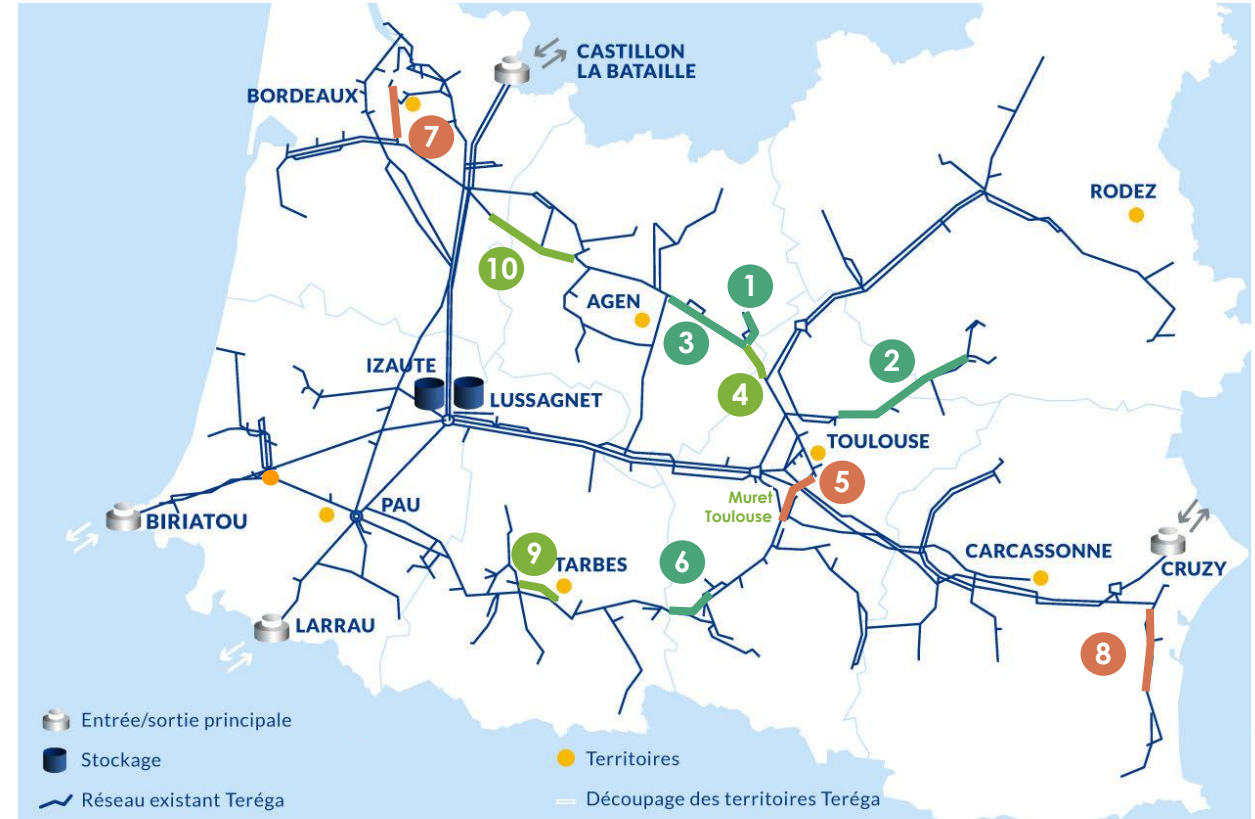 CASTILLON
LA BATAILLE
BORDEAUX
7
RODEZ
10
1
AGEN
3
2
IZAUTE
4
LUSSAGNET
TOULOUSE
5
Muret
Toulouse
PAU
BIRIATOU
9
TARBES
6
CARCASSONNE
CRUZY
LARRAU
8
Entrée/sortie principale
Stockage
Réseau existant Teréga
Territoires
Découpage des territoires Teréga